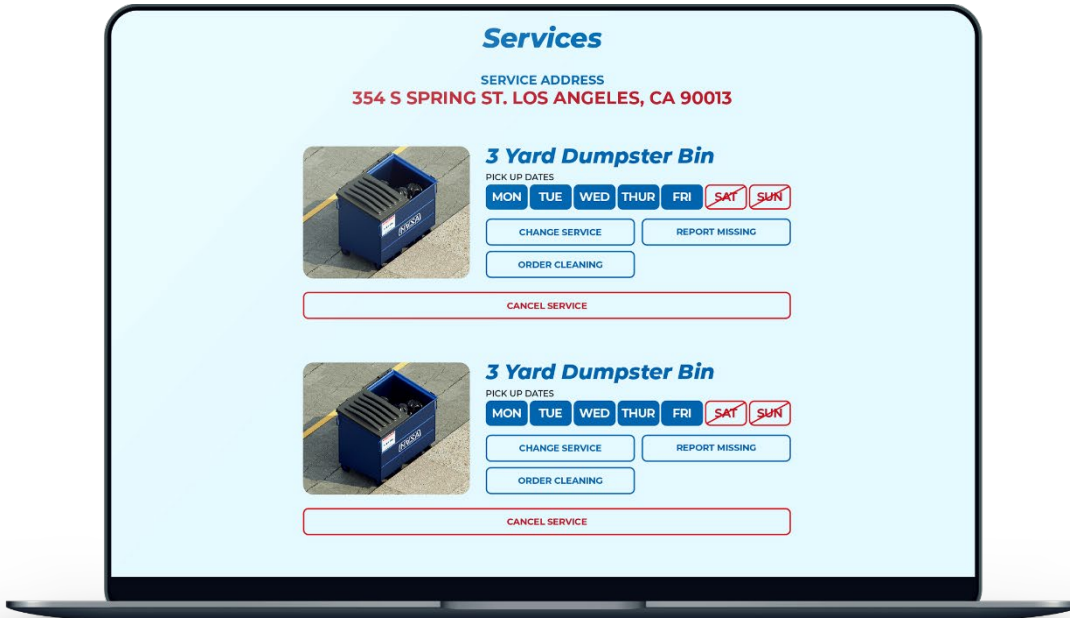 Services
SERVICE ADDRESS
354 S SPRING ST. LOS ANGELES, CA 90013
3 Yard Dumpster Bin
PICK UP DATES
MON TUE WED THUR FRI SAT SUN
CHANGE SERVICE REPORT MISSING
ORDER CLEANING
CANCEL SERVICE
3 Yard Dumpster Bin
PICK UP DATES
MON TUE WED THUR FRI SAT SUN
CHANGE SERVICE REPORT MISSING
ORDER CLEANING
CANCEL SERVICE